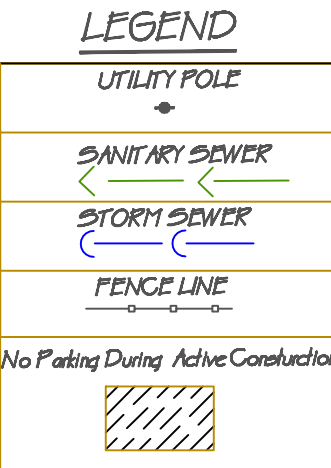 LEGEND
UTILITY POLE
SANITARY SEWER
STORM SEWER
FENCE LINE
No Parking During Active Consturction